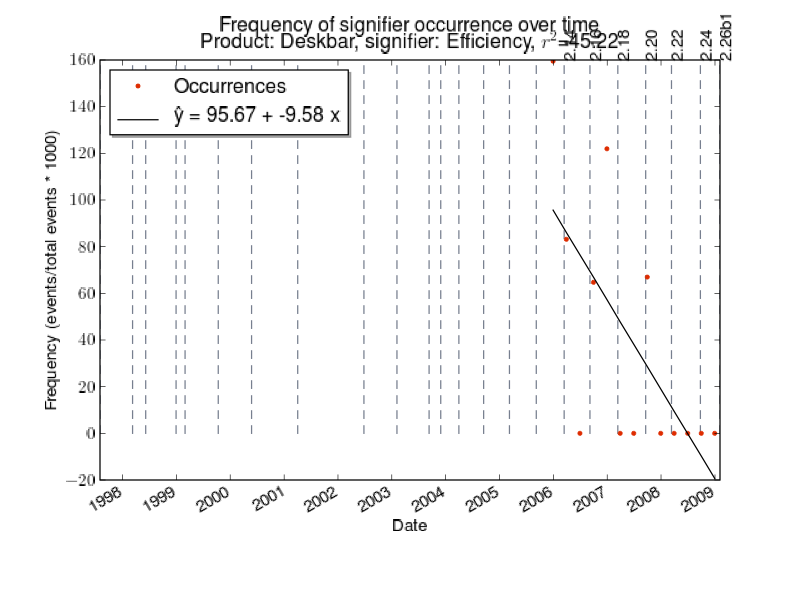 Frequency of signifier occurrence over time
Product: Deskbar, signifier: Efficiency, r²=45.22
2.14 2.16 2.18 2.20 2.22 2.24 2.26b1
Occurrences
ŷ = 95.67 + -9.58 x
Frequency (events/total events * 1000)
160
140
120
100
80
60
40
20
0
−20
1998 1999 2000 2001 2002 2003 2004 2005 2006 2007 2008 2009
Date